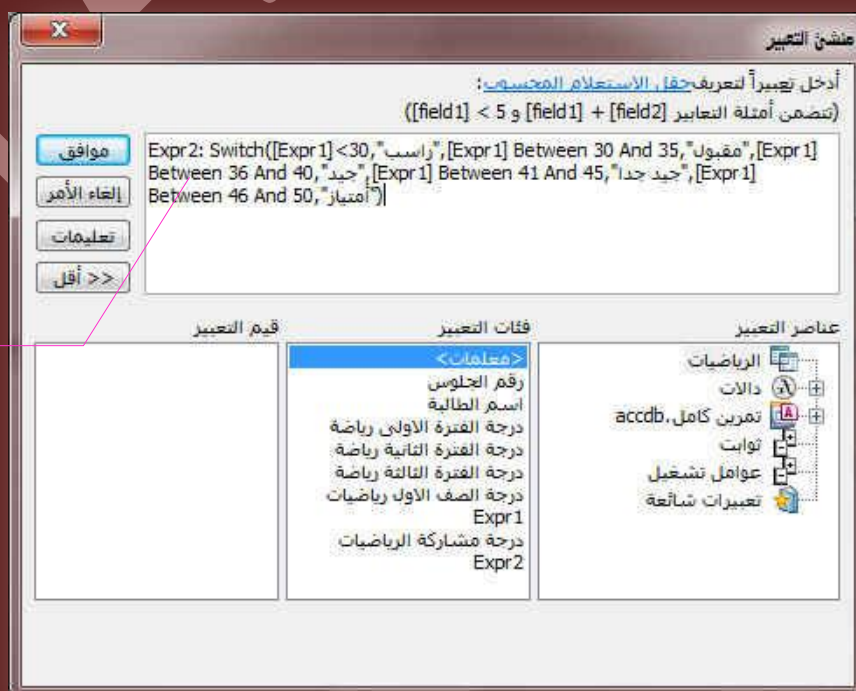 منشئ التعبير
أدخل تعبيراً لتعريف حقل الاستعلام المحسوب:
(تتضمن أمثلة التعابير [field1] + [field2] و [field1] < 5)
Expr2: Switch([Expr1]<30,"راسب",[Expr1] Between 30 And 35,"مقبول",[Expr1]
Between 36 And 40,"جيد",[Expr1] Between 41 And 45,"جيد جدا",[Expr1]
Between 46 And 50,"أمتياز")
موافق
إلغاء الأمر
تعليمات
<< أقل
عناصر التعبير
الرياضيات
دالات
تمرين كامل.accdb
ثوابت
عوامل تشغيل
تعبيرات شائعة
فئات التعبير
<معلمات>
رقم الجلوس
اسم الطالبة
درجة الفترة الاولى رياضة
درجة الفترة الثانية رياضة
درجة الفترة الثالثة رياضة
درجة الصف الاول رياضيات
Expr1
درجة مشاركة الرياضيات
Expr2
قيم التعبير